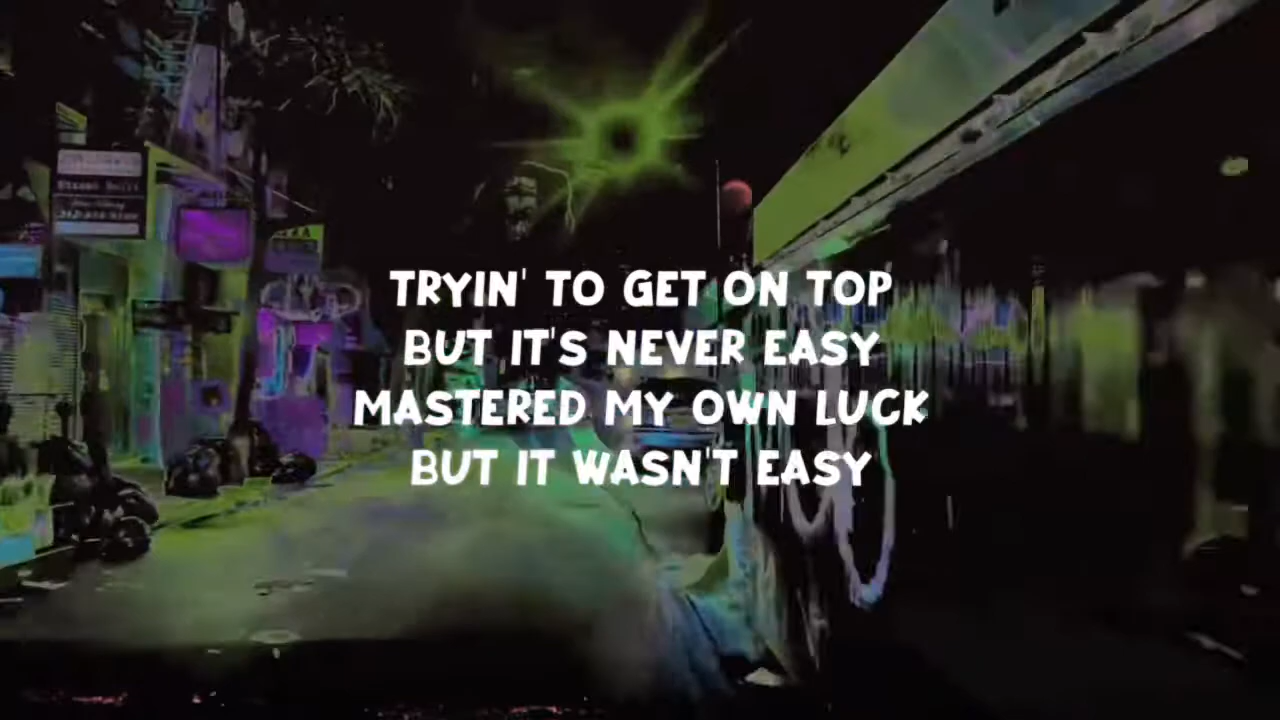 TRYIN' TO GET ON TOP
BUT IT'S NEVER EASY
MASTERED MY OWN LUCK
BUT IT WASN'T EASY